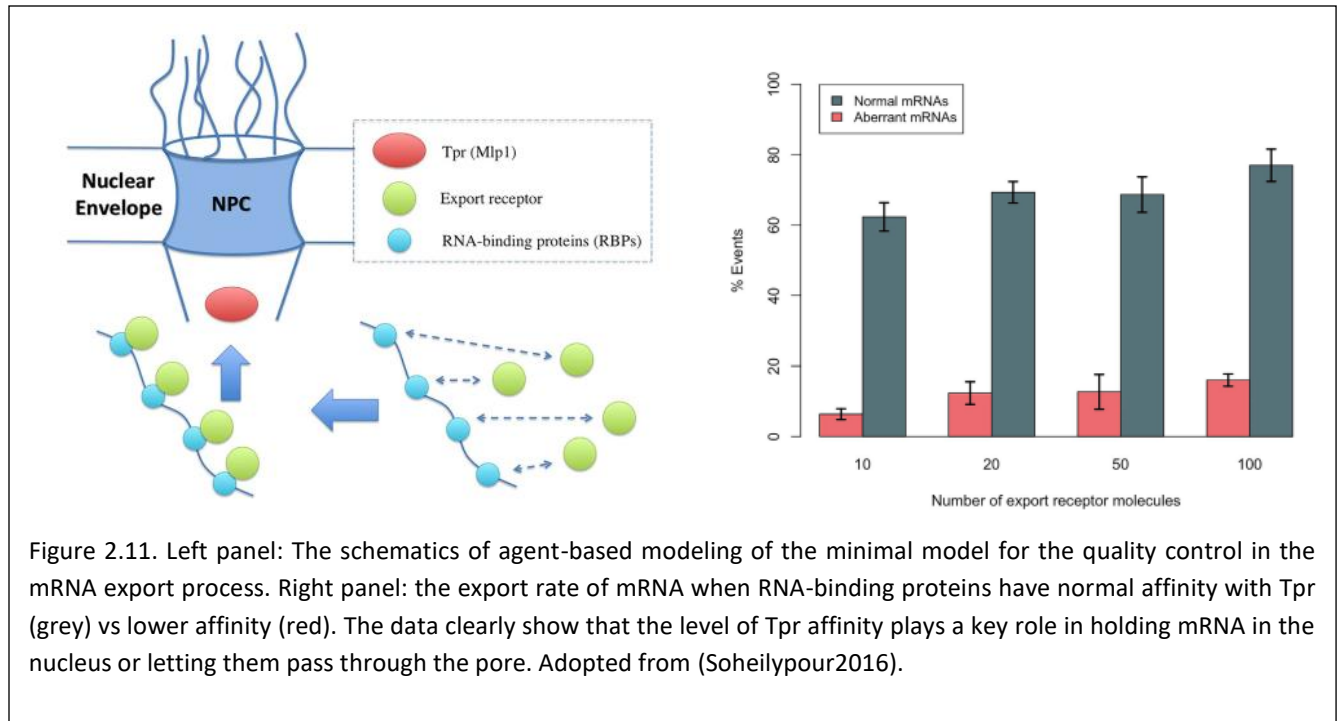 Nuclear
Envelope
NPC
Tpr (Mlp1)
Export receptor
RNA-binding proteins (RBPs)
Normal mRNAs
Aberrant mRNAs
% Events
100
80
60
40
20
0
10
20
50
100
Number of export receptor molecules
Figure 2.11. Left panel: The schematics of agent-based modeling of the minimal model for the quality control in the
mRNA export process. Right panel: the export rate of mRNA when RNA-binding proteins have normal affinity with Tpr
(grey) vs lower affinity (red). The data clearly show that the level of Tpr affinity plays a key role in holding mRNA in the
nucleus or letting them pass through the pore. Adopted from (Soheilypour2016).